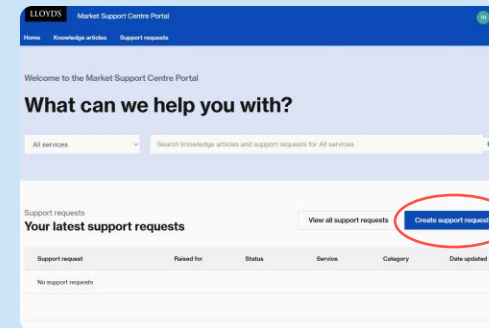 LLOYD'S Market Support Centre Portal
Home Knowledge articles Support requests
Welcome to the Market Support Centre Portal
What can we help you with?
All services Search knowledge articles and support requests for All services
Support requests
Your latest support requests
View all support requests Create support request
Support request Raised for Status Service Category Date updated
No support requests